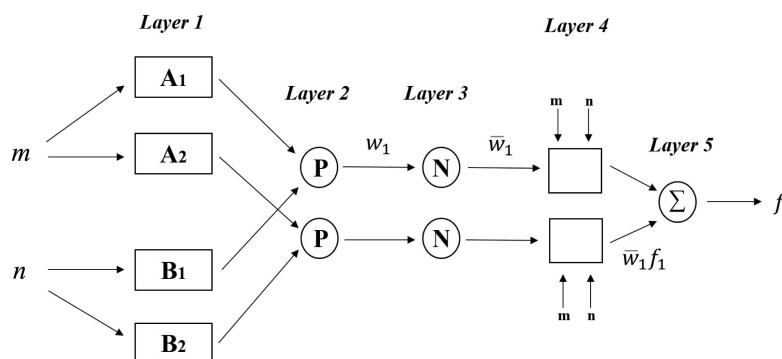 Layer 1
Layer 4
A1
Layer 2
Layer 3
m n
m
A2
w1
w̅1
Layer 5
P
N
Σ
f
P
N
n
B1
w̅1f1
m n
B2